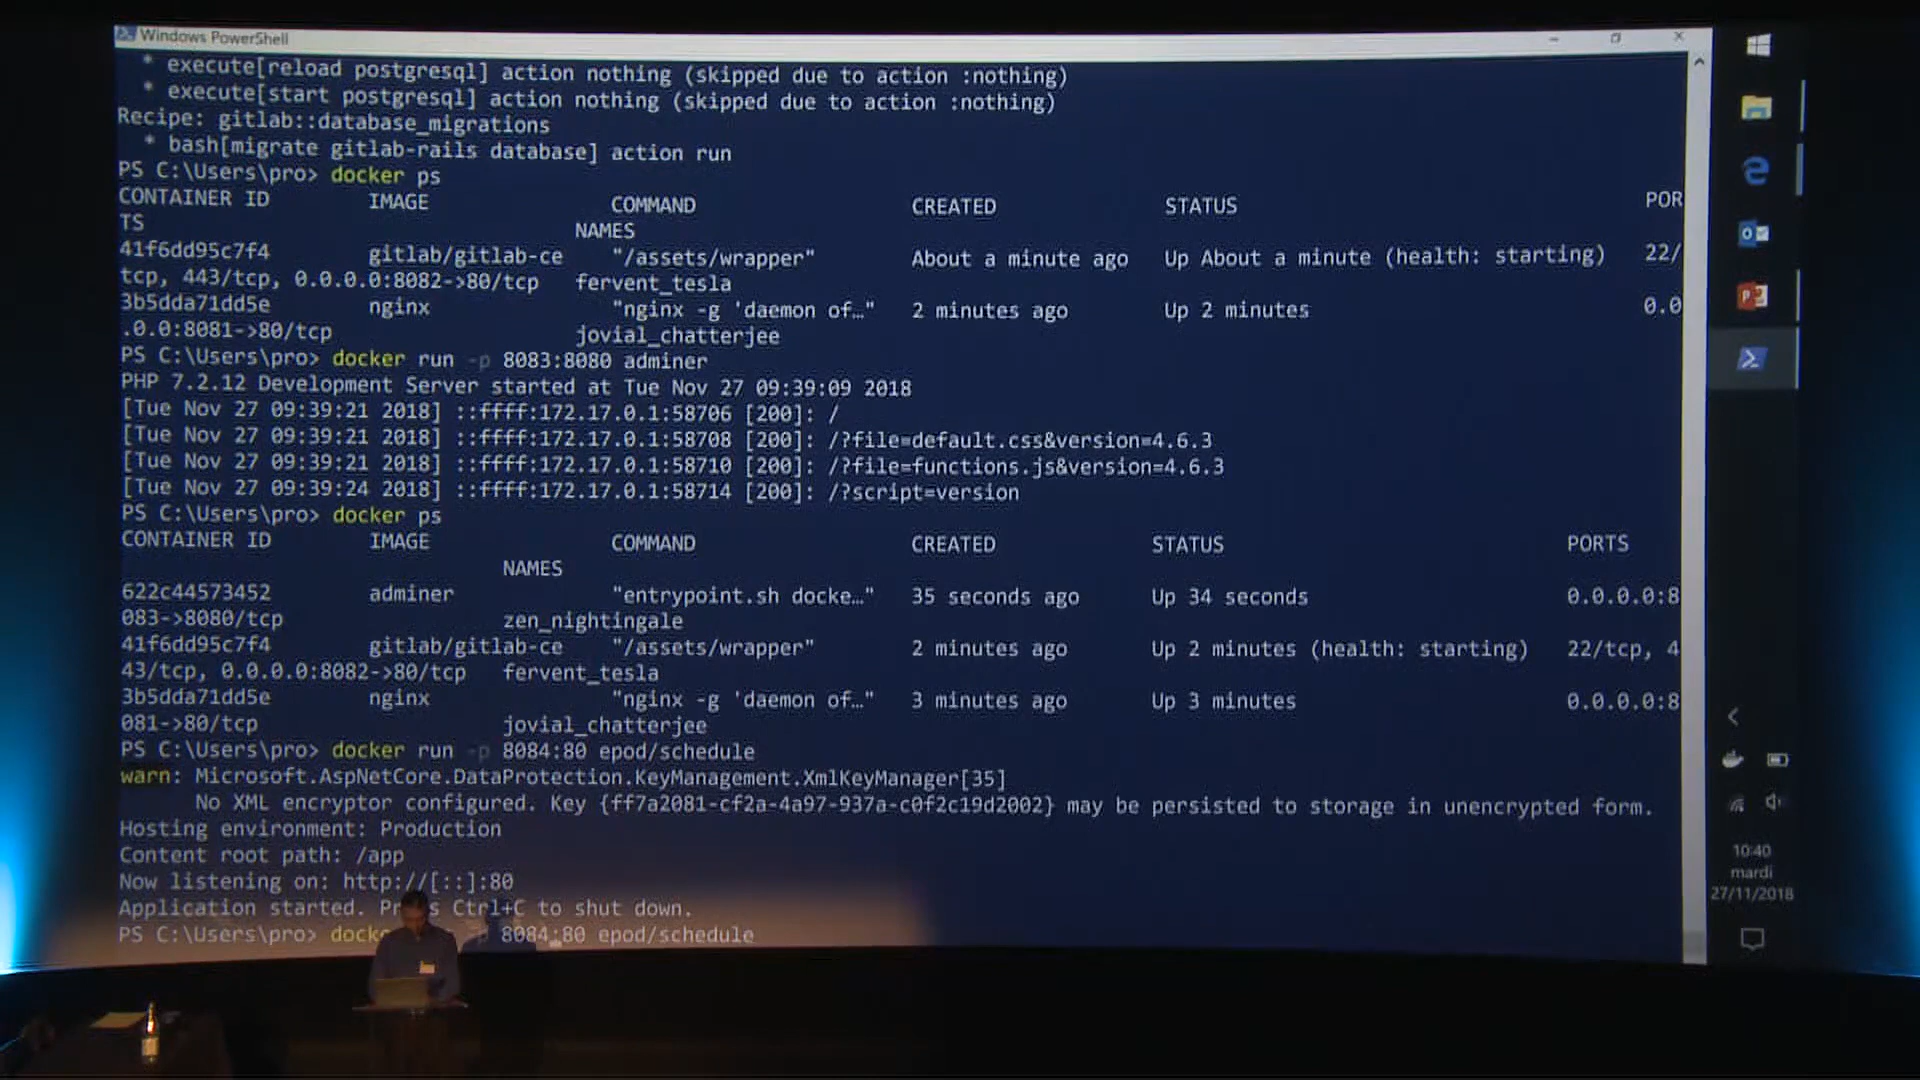 Windows PowerShell
* execute[reload postgresql] action nothing (skipped due to action :nothing)
* execute[start postgresql] action nothing (skipped due to action :nothing)
Recipe: gitlab::database_migrations
* bash[migrate gitlab-rails database] action run
PS C:\Users\pro> docker ps
CONTAINER ID IMAGE COMMAND CREATED STATUS POR
TS NAMES
41f6dd95c7f4 gitlab/gitlab-ce "/assets/wrapper" About a minute ago Up About a minute (health: starting) 22/
tcp, 443/tcp, 0.0.0.0:8082->80/tcp fervent_tesla
3b5dda71dd5e nginx "nginx -g 'daemon of…" 2 minutes ago Up 2 minutes 0.0
.0.0:8081->80/tcp jovial_chatterjee
PS C:\Users\pro> docker run -p 8083:8080 adminer
PHP 7.2.12 Development Server started at Tue Nov 27 09:39:09 2018
[Tue Nov 27 09:39:21 2018] ::ffff:172.17.0.1:58706 [200]: /
[Tue Nov 27 09:39:21 2018] ::ffff:172.17.0.1:58708 [200]: /?file=default.css&version=4.6.3
[Tue Nov 27 09:39:21 2018] ::ffff:172.17.0.1:58710 [200]: /?file=functions.js&version=4.6.3
[Tue Nov 27 09:39:24 2018] ::ffff:172.17.0.1:58714 [200]: /?script=version
PS C:\Users\pro> docker ps
CONTAINER ID IMAGE COMMAND CREATED STATUS PORTS
NAMES
622c44573452 adminer "entrypoint.sh docke…" 35 seconds ago Up 34 seconds 0.0.0.0:8
083->8080/tcp zen_nightingale
41f6dd95c7f4 gitlab/gitlab-ce "/assets/wrapper" 2 minutes ago Up 2 minutes (health: starting) 22/tcp, 4
43/tcp, 0.0.0.0:8082->80/tcp fervent_tesla
3b5dda71dd5e nginx "nginx -g 'daemon of…" 3 minutes ago Up 3 minutes 0.0.0.0:8
081->80/tcp jovial_chatterjee
PS C:\Users\pro> docker run -p 8084:80 epod/schedule
warn: Microsoft.AspNetCore.DataProtection.KeyManagement.XmlKeyManager[35]
No XML encryptor configured. Key {ff7a2081-cf2a-4a97-937a-c0f2c19d2002} may be persisted to storage in unencrypted form.
Hosting environment: Production
Content root path: /app
Now listening on: http://[::]:80
Application started. Ctrl+C to shut down.
PS C:\Users\pro> 8084:80 epod/schedule
10:40
mardi
27/11/2018